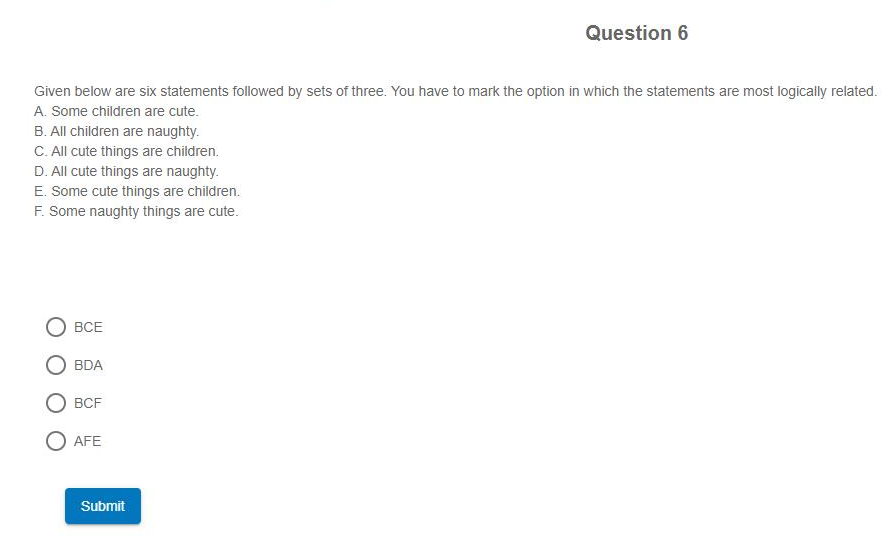 Question 6
Given below are six statements followed by sets of three. You have to mark the option in which the statements are most logically related.
A. Some children are cute.
B. All children are naughty.
C. All cute things are children.
D. All cute things are naughty.
E. Some cute things are children.
F. Some naughty things are cute.
BCE
BDA
BCF
AFE
Submit